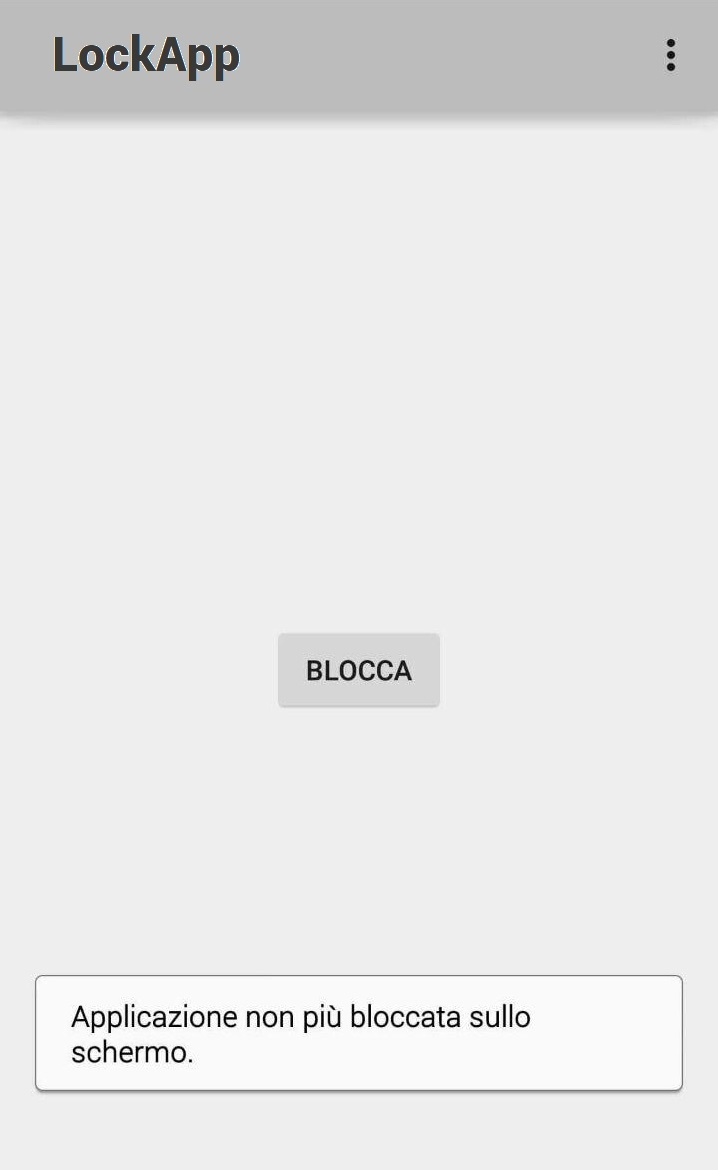 LockApp
BLOCCA
Applicazione non più bloccata sullo
schermo.